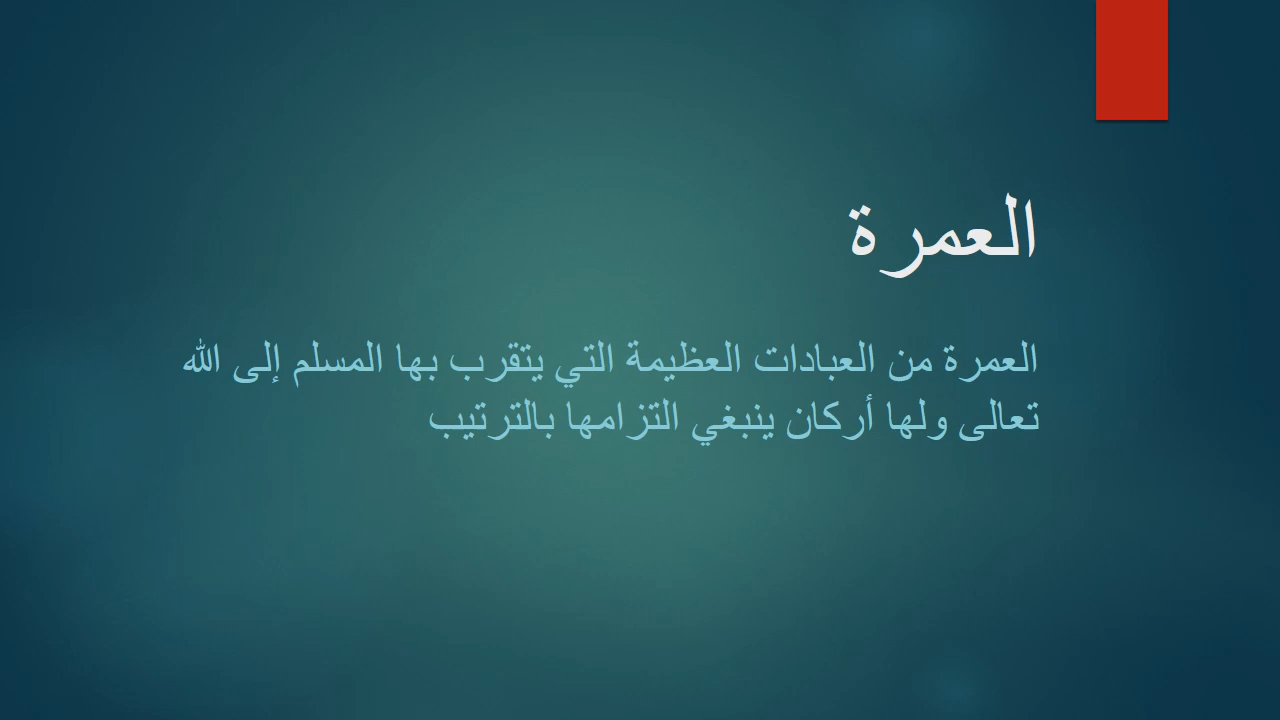 العمرة
العمرة من العبادات العظيمة التي يتقرب بها المسلم إلى الله
تعالى ولها أركان ينبغي التزامها بالترتيب